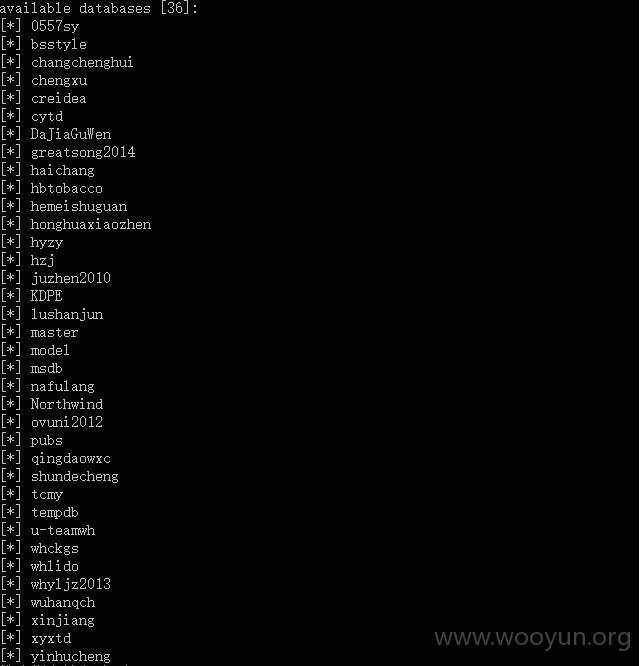 available databases [36]:
[*] 0557sy
[*] bsstyle
[*] changchenghui
[*] chengxu
[*] creidea
[*] cytd
[*] DaJiaGuWen
[*] greatsong2014
[*] haichang
[*] hbtobacco
[*] hemeishuguan
[*] honghuaxiaozhen
[*] hyzy
[*] hzj
[*] juzhen2010
[*] KDPE
[*] lushanjun
[*] master
[*] model
[*] msdb
[*] nafulang
[*] Northwind
[*] ovuni2012
[*] pubs
[*] qingdaowxc
[*] shundecheng
[*] tcmy
[*] tempdb
[*] u-teamwh
[*] whckgs
[*] whlido
[*] whyljz2013
[*] wuhanqch
[*] xinjiang
[*] xyxtd
[*] yinhucheng
www.wooyun.org